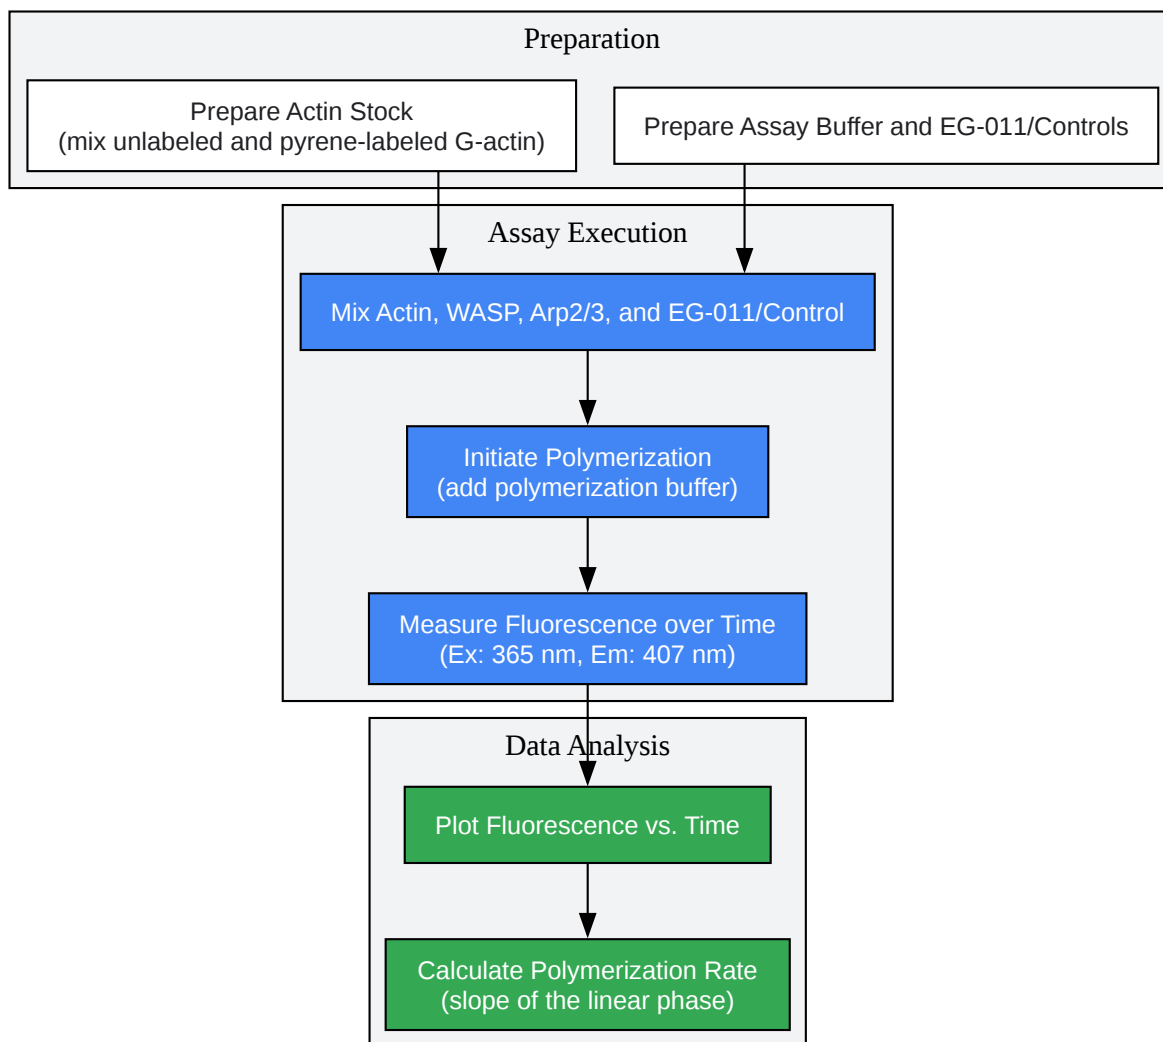 Preparation
Prepare Actin Stock
(mix unlabeled and pyrene-labeled G-actin)
Prepare Assay Buffer and EG-011/Controls
Assay Execution
Mix Actin, WASP, Arp2/3, and EG-011/Control
Initiate Polymerization
(add polymerization buffer)
Measure Fluorescence over Time
(Ex: 365 nm, Em: 407 nm)
Data Analysis
Plot Fluorescence vs. Time
Calculate Polymerization Rate
(slope of the linear phase)